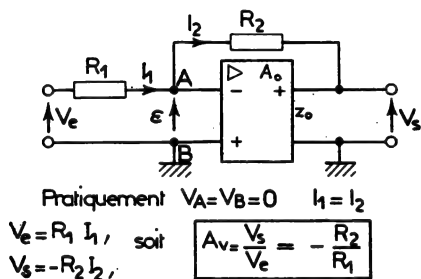 I₂ R₂
R₁ I₁ A ▷ A₀
− +
Ve ε z₀ Vs
B +
Pratiquement VA=VB=0 I₁ = I₂
Ve = R₁ I₁, soit Av = Vs/Ve = − R₂/R₁
Vs = -R₂ I₂,